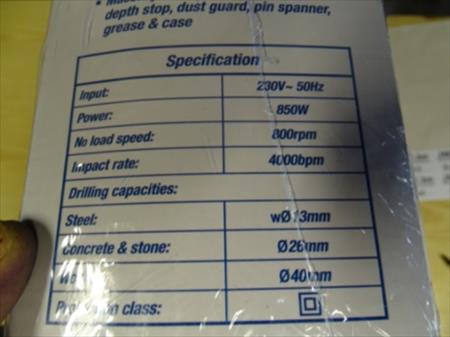 depth stop, dust guard, pin spanner,
grease & case
Specification
Input: 230V~ 50Hz
Power: 850W
No load speed: 800rpm
Impact rate: 4000bpm
Drilling capacities:
Steel: wØ13mm
Concrete & stone: Ø26mm
Ø40mm
class: